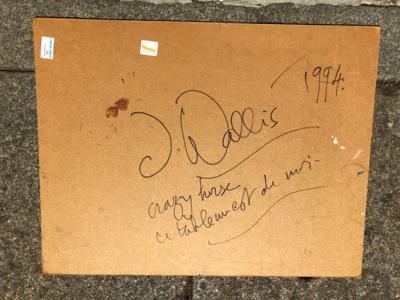 1994.
J. Wallis
crazy horse
ce tableau est de moi.